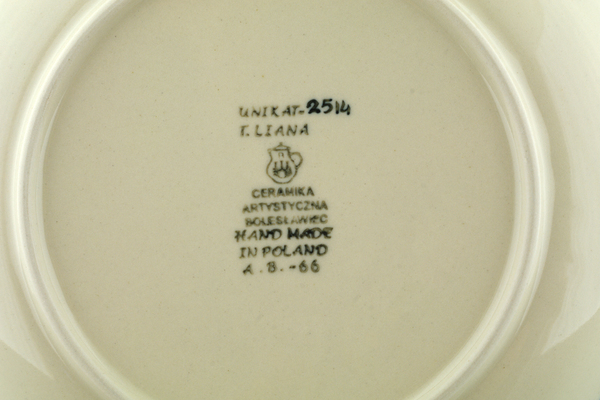 UNIKAT-2514
T. LIANA
CERAMIKA
ARTYSTYCZNA
BOLESŁAWIEC
HAND MADE
IN POLAND
A.B.-66